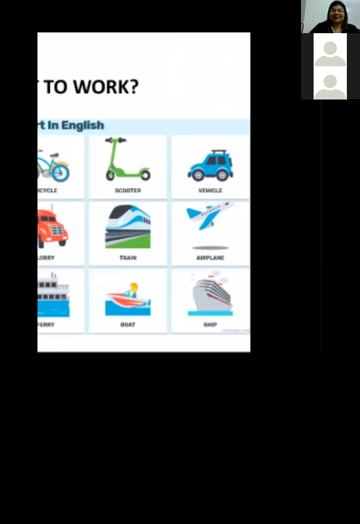 T TO WORK?
rt In English
ICYCLE
SCOOTER
VEHICLE
LORRY
TRAIN
AIRPLANE
FERRY
BOAT
SHIP